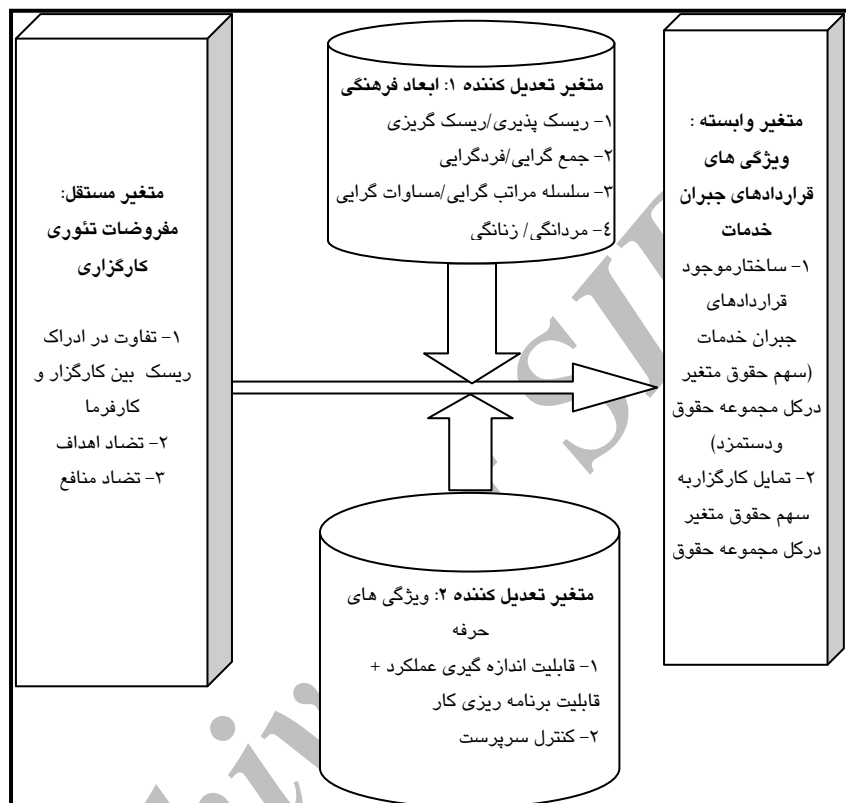 متغیر وابسته :
ویژگی های
قراردادهای جبران
خدمات
۱- ساختارموجود
قراردادهای
جبران خدمات
(سهم حقوق متغیر
درکل مجموعه حقوق
ودستمزد)
۲- تمایل کارگزاربه
سهم حقوق متغیر
درکل مجموعه حقوق
متغیر تعدیل کننده ۱: ابعاد فرهنگی
۱- ریسک پذیری/ریسک گریزی
۲- جمع گرایی/فردگرایی
۳- سلسله مراتب گرایی/مساوات گرایی
٤- مردانگی/ زنانگی
متغیر تعدیل کننده ۲: ویژگی های
حرفه
۱- قابلیت اندازه گیری عملکرد +
قابلیت برنامه ریزی کار
۲- کنترل سرپرست
متغیر مستقل:
مفروضات تئوری
کارگزاری
۱- تفاوت در ادراک
ریسک بین کارگزار و
کارفرما
۲- تضاد اهداف
۳- تضاد منافع